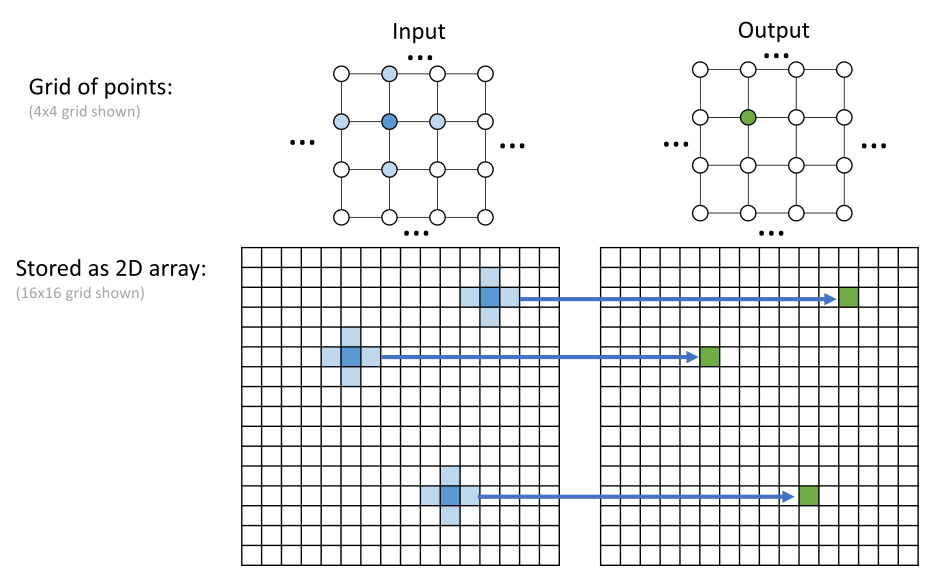 Input
Output
Grid of points:
(4x4 grid shown)
Stored as 2D array:
(16x16 grid shown)